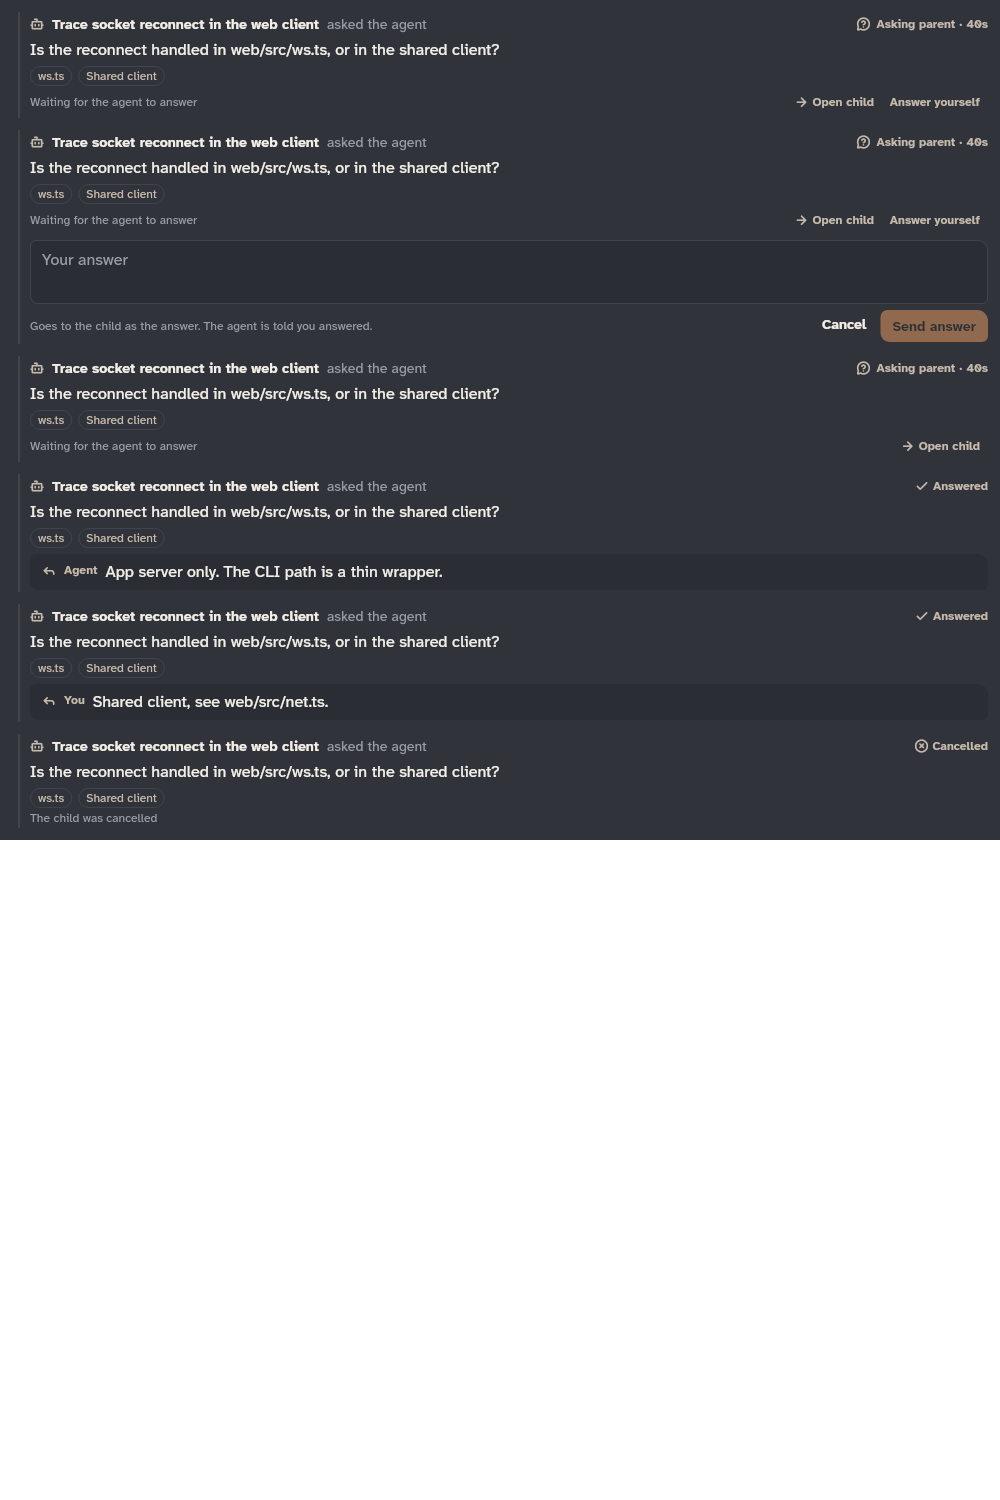 Trace socket reconnect in the web client asked the agent Asking parent · 40s
Is the reconnect handled in web/src/ws.ts, or in the shared client?
ws.ts Shared client
Waiting for the agent to answer Open child Answer yourself
Trace socket reconnect in the web client asked the agent Asking parent · 40s
Is the reconnect handled in web/src/ws.ts, or in the shared client?
ws.ts Shared client
Waiting for the agent to answer Open child Answer yourself
Your answer
Goes to the child as the answer. The agent is told you answered. Cancel Send answer
Trace socket reconnect in the web client asked the agent Asking parent · 40s
Is the reconnect handled in web/src/ws.ts, or in the shared client?
ws.ts Shared client
Waiting for the agent to answer Open child
Trace socket reconnect in the web client asked the agent Answered
Is the reconnect handled in web/src/ws.ts, or in the shared client?
ws.ts Shared client
Agent App server only. The CLI path is a thin wrapper.
Trace socket reconnect in the web client asked the agent Answered
Is the reconnect handled in web/src/ws.ts, or in the shared client?
ws.ts Shared client
You Shared client, see web/src/net.ts.
Trace socket reconnect in the web client asked the agent Cancelled
Is the reconnect handled in web/src/ws.ts, or in the shared client?
ws.ts Shared client
The child was cancelled